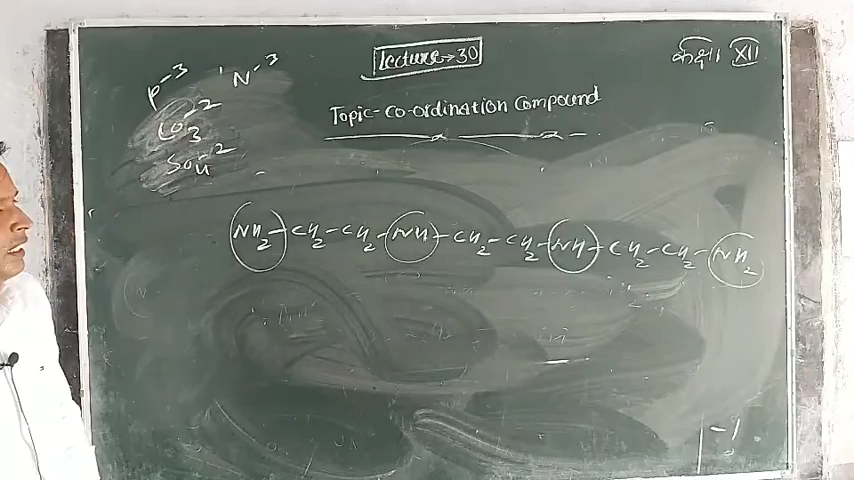 Lecture→30
कक्षा XII
P⁻³ N⁻³
Topic-co-ordination Compound
CO₃⁻²
SO₄⁻²
NH₂-CH₂-CH₂-NH-CH₂-CH₂-NH-CH₂-CH₂-NH₂